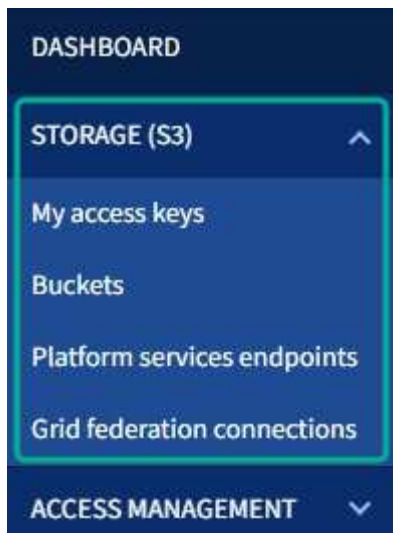 DASHBOARD
STORAGE (S3)
My access keys
Buckets
Platform services endpoints
Grid federation connections
ACCESS MANAGEMENT